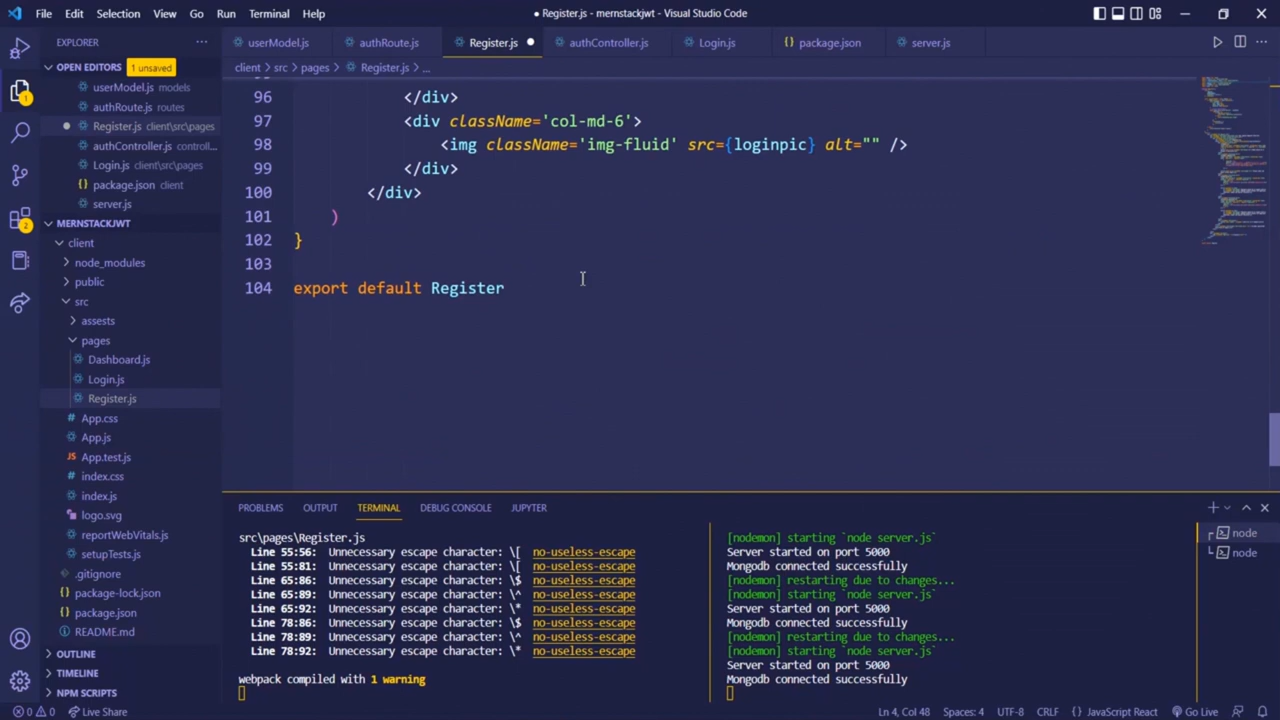 File Edit Selection View Go Run Terminal Help
● Register.js - mernstackjwt - Visual Studio Code
EXPLORER
userModel.js
authRoute.js
Register.js
authController.js
Login.js
package.json
server.js
OPEN EDITORS 1 unsaved
client > src > pages > Register.js > ...
userModel.js models
authRoute.js routes
Register.js client\src\pages
authController.js controll...
Login.js client\src\pages
package.json client
server.js
MERNSTACKJWT
client
node_modules
public
src
assests
pages
Dashboard.js
Login.js
Register.js
App.css
App.js
App.test.js
index.css
index.js
logo.svg
reportWebVitals.js
setupTests.js
.gitignore
package-lock.json
package.json
README.md
OUTLINE
TIMELINE
NPM SCRIPTS
96 </div>
97 <div className='col-md-6'>
98 <img className='img-fluid' src={loginpic} alt="" />
99 </div>
100 </div>
101 )
102 }
103
104 export default Register
PROBLEMS OUTPUT TERMINAL DEBUG CONSOLE JUPYTER
src\pages\Register.js
Line 55:56: Unnecessary escape character: \[ no-useless-escape
Line 55:81: Unnecessary escape character: \[ no-useless-escape
Line 65:86: Unnecessary escape character: \$ no-useless-escape
Line 65:89: Unnecessary escape character: \^ no-useless-escape
Line 65:92: Unnecessary escape character: \* no-useless-escape
Line 78:86: Unnecessary escape character: \$ no-useless-escape
Line 78:89: Unnecessary escape character: \^ no-useless-escape
Line 78:92: Unnecessary escape character: \* no-useless-escape
webpack compiled with 1 warning
[nodemon] starting `node server.js`
Server started on port 5000
Mongodb connected successfully
[nodemon] restarting due to changes...
[nodemon] starting `node server.js`
Server started on port 5000
Mongodb connected successfully
[nodemon] restarting due to changes...
[nodemon] starting `node server.js`
Server started on port 5000
Mongodb connected successfully
node
node
0 0 Live Share
Ln 4, Col 48 Spaces: 4 UTF-8 CRLF {} JavaScript React Go Live